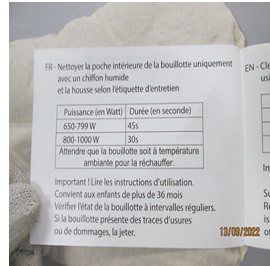 FR - Nettoyer la poche intérieure de la bouillotte uniquement
avec un chiffon humide
et la housse selon l'étiquette d'entretien
Puissance (en Watt) Durée (en seconde)
650-799 W 45s
800-1000 W 30s
Attendre que la bouillotte soit à température
ambiante pour la réchauffer.
Important ! Lire les instructions d'utilisation.
Convient aux enfants de plus de 36 mois
Vérifier l'état de la bouillotte à intervalles réguliers.
Si la bouillotte présente des traces d'usures
ou de dommages, la jeter.
EN - Cle
usi
Im
Su
Re
is
of
13/09/2022